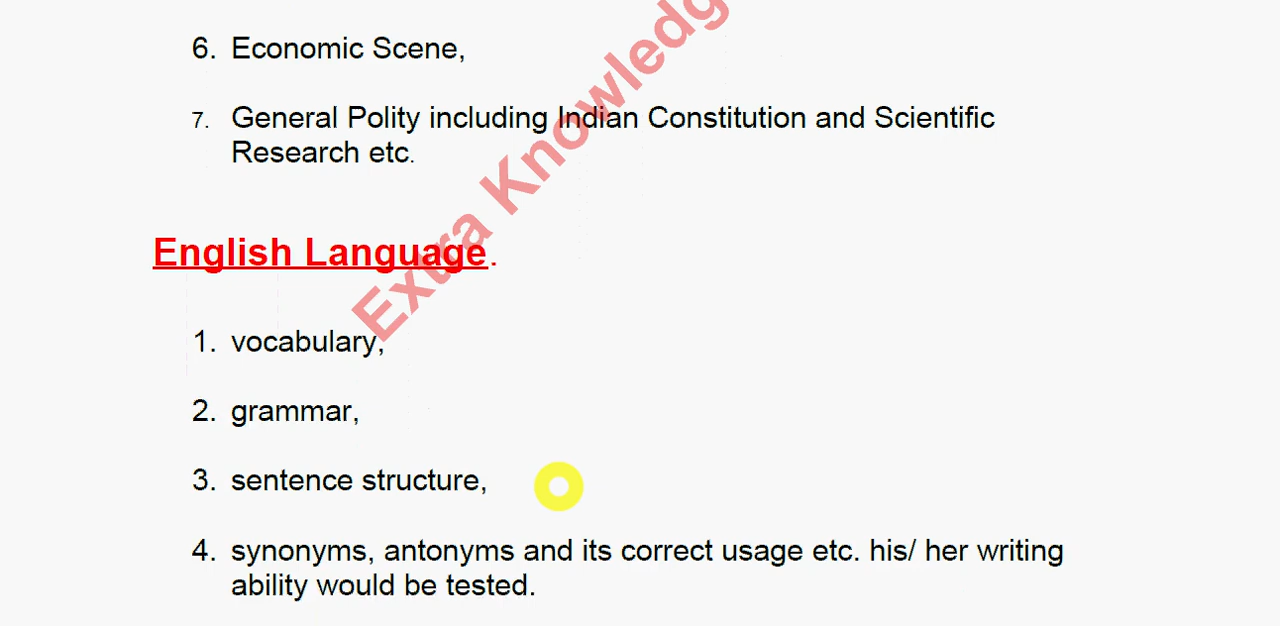 6. Economic Scene,
7. General Polity including Indian Constitution and Scientific
Research etc.
English Language.
Extra Knowledg
1. vocabulary,
2. grammar,
3. sentence structure,
4. synonyms, antonyms and its correct usage etc. his/ her writing
ability would be tested.